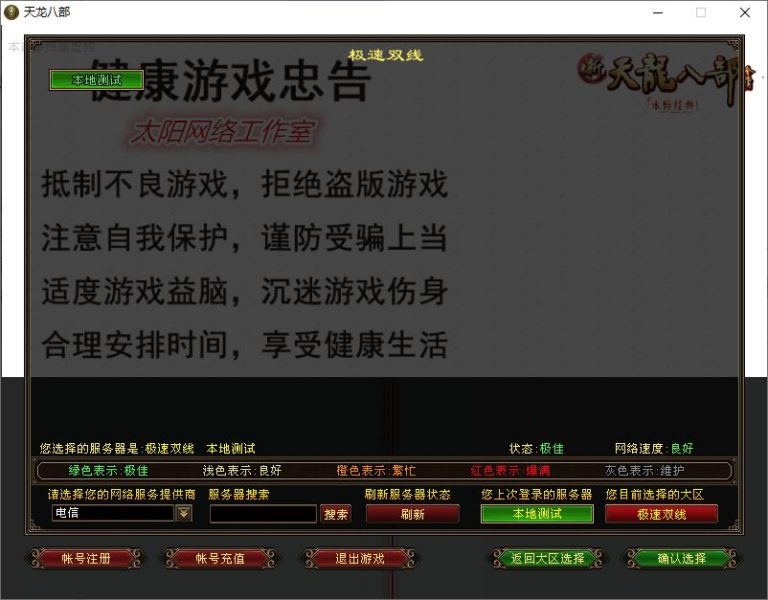 天龙八部
极速双线
本地测试
健康游戏忠告
新天龍八部
永恒经典
太阳网络工作室
抵制不良游戏，拒绝盗版游戏
注意自我保护，谨防受骗上当
适度游戏益脑，沉迷游戏伤身
合理安排时间，享受健康生活
您选择的服务器是:极速双线 本地测试 状态:极佳 网络速度:良好
绿色表示:极佳 浅色表示:良好 橙色表示:繁忙 红色表示:爆满 灰色表示:维护
请选择您的网络服务提供商 服务器搜索 刷新服务器状态 您上次登录的服务器 您目前选择的大区
电信 搜索 刷新 本地测试 极速双线
帐号注册 帐号充值 退出游戏 返回大区选择 确认选择